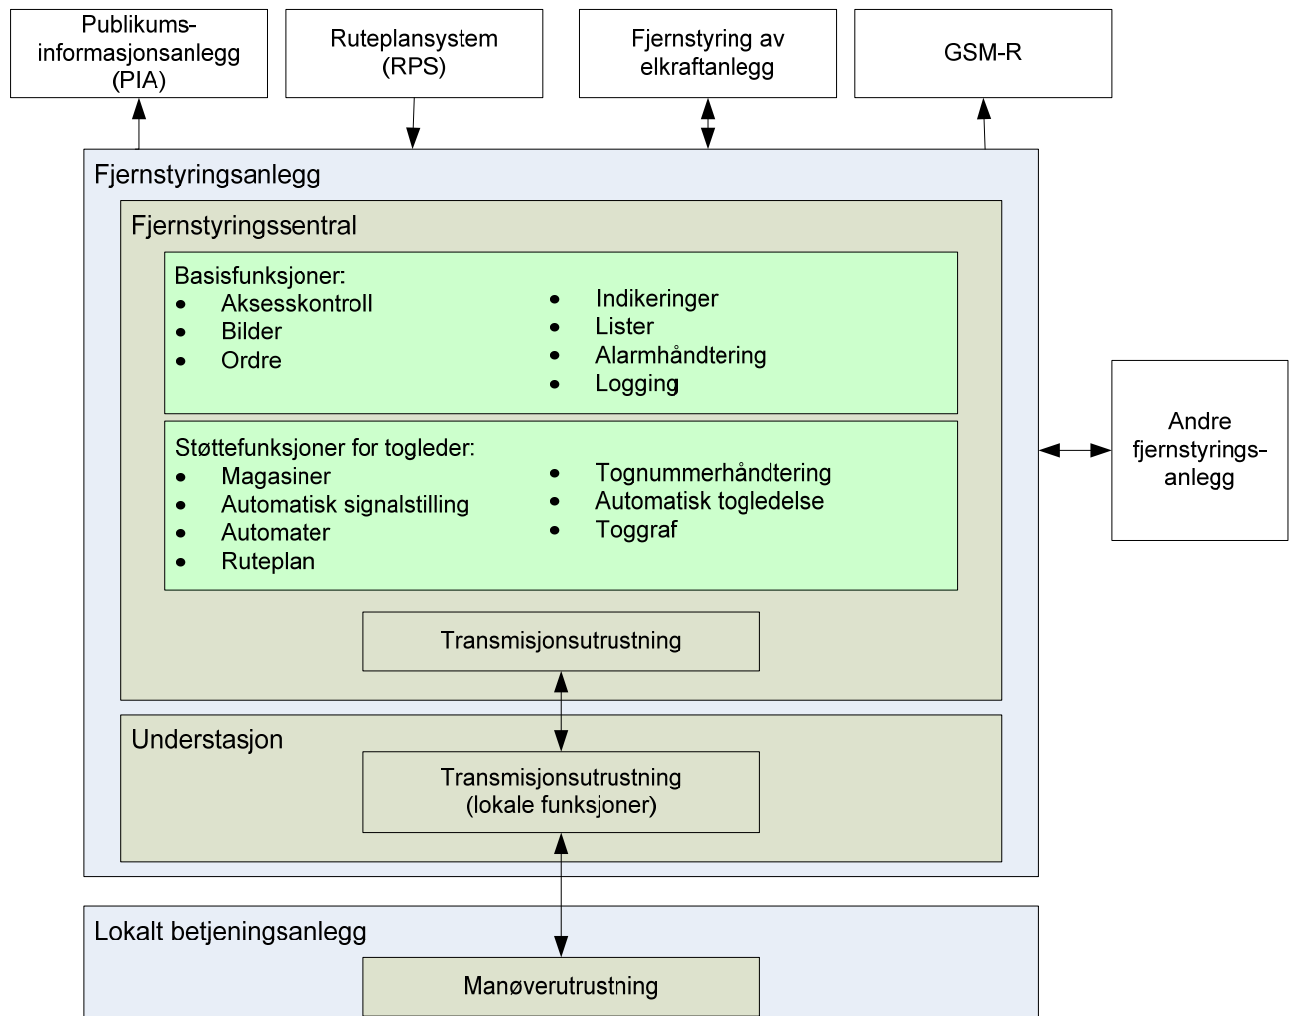 Publikums-
informasjonsanlegg
(PIA)
Ruteplansystem
(RPS)
Fjernstyring av
elkraftanlegg
GSM-R
Fjernstyringsanlegg
Fjernstyringssentral
Basisfunksjoner:
• Aksesskontroll
• Bilder
• Ordre
• Indikeringer
• Lister
• Alarmhåndtering
• Logging
Støttefunksjoner for togleder:
• Magasiner
• Automatisk signalstilling
• Automater
• Ruteplan
• Tognummerhåndtering
• Automatisk togledelse
• Toggraf
Transmisjonsutrustning
Understasjon
Transmisjonsutrustning
(lokale funksjoner)
Andre
fjernstyrings-
anlegg
Lokalt betjeningsanlegg
Manøverutrustning